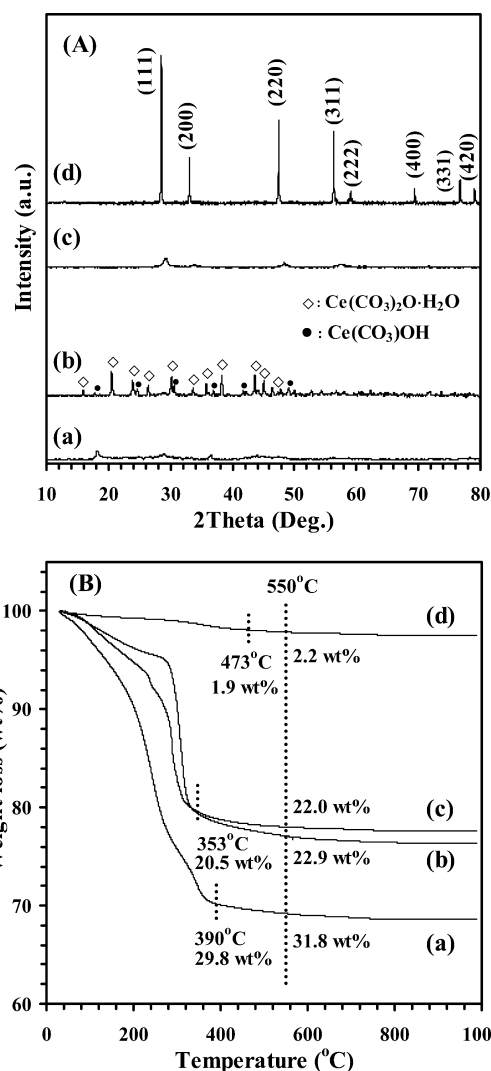 (A)
(111)
(200)
(220)
(311)
(222)
(400)
(331)
(420)
(d)
(c)
◇ : Ce(CO₃)₂O·H₂O
● : Ce(CO₃)OH
(b)
(a)
Intensity (a.u.)
10 20 30 40 50 60 70 80
2Theta (Deg.)
(B)
550°C
100
(d)
473°C
1.9 wt%
2.2 wt%
90
80
22.0 wt%
(c)
353°C
20.5 wt%
22.9 wt%
(b)
70
390°C
29.8 wt%
31.8 wt%
(a)
60
loss (wt%)
0 200 400 600 800 100
Temperature (°C)